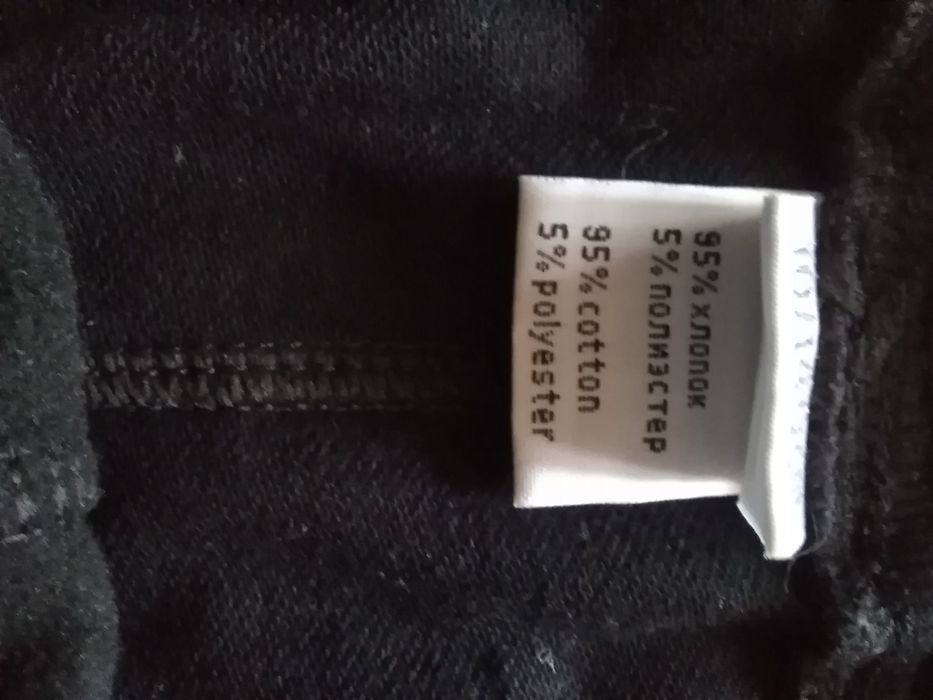 95% хлопок
5% полиэстер
95% cotton
5% polyester